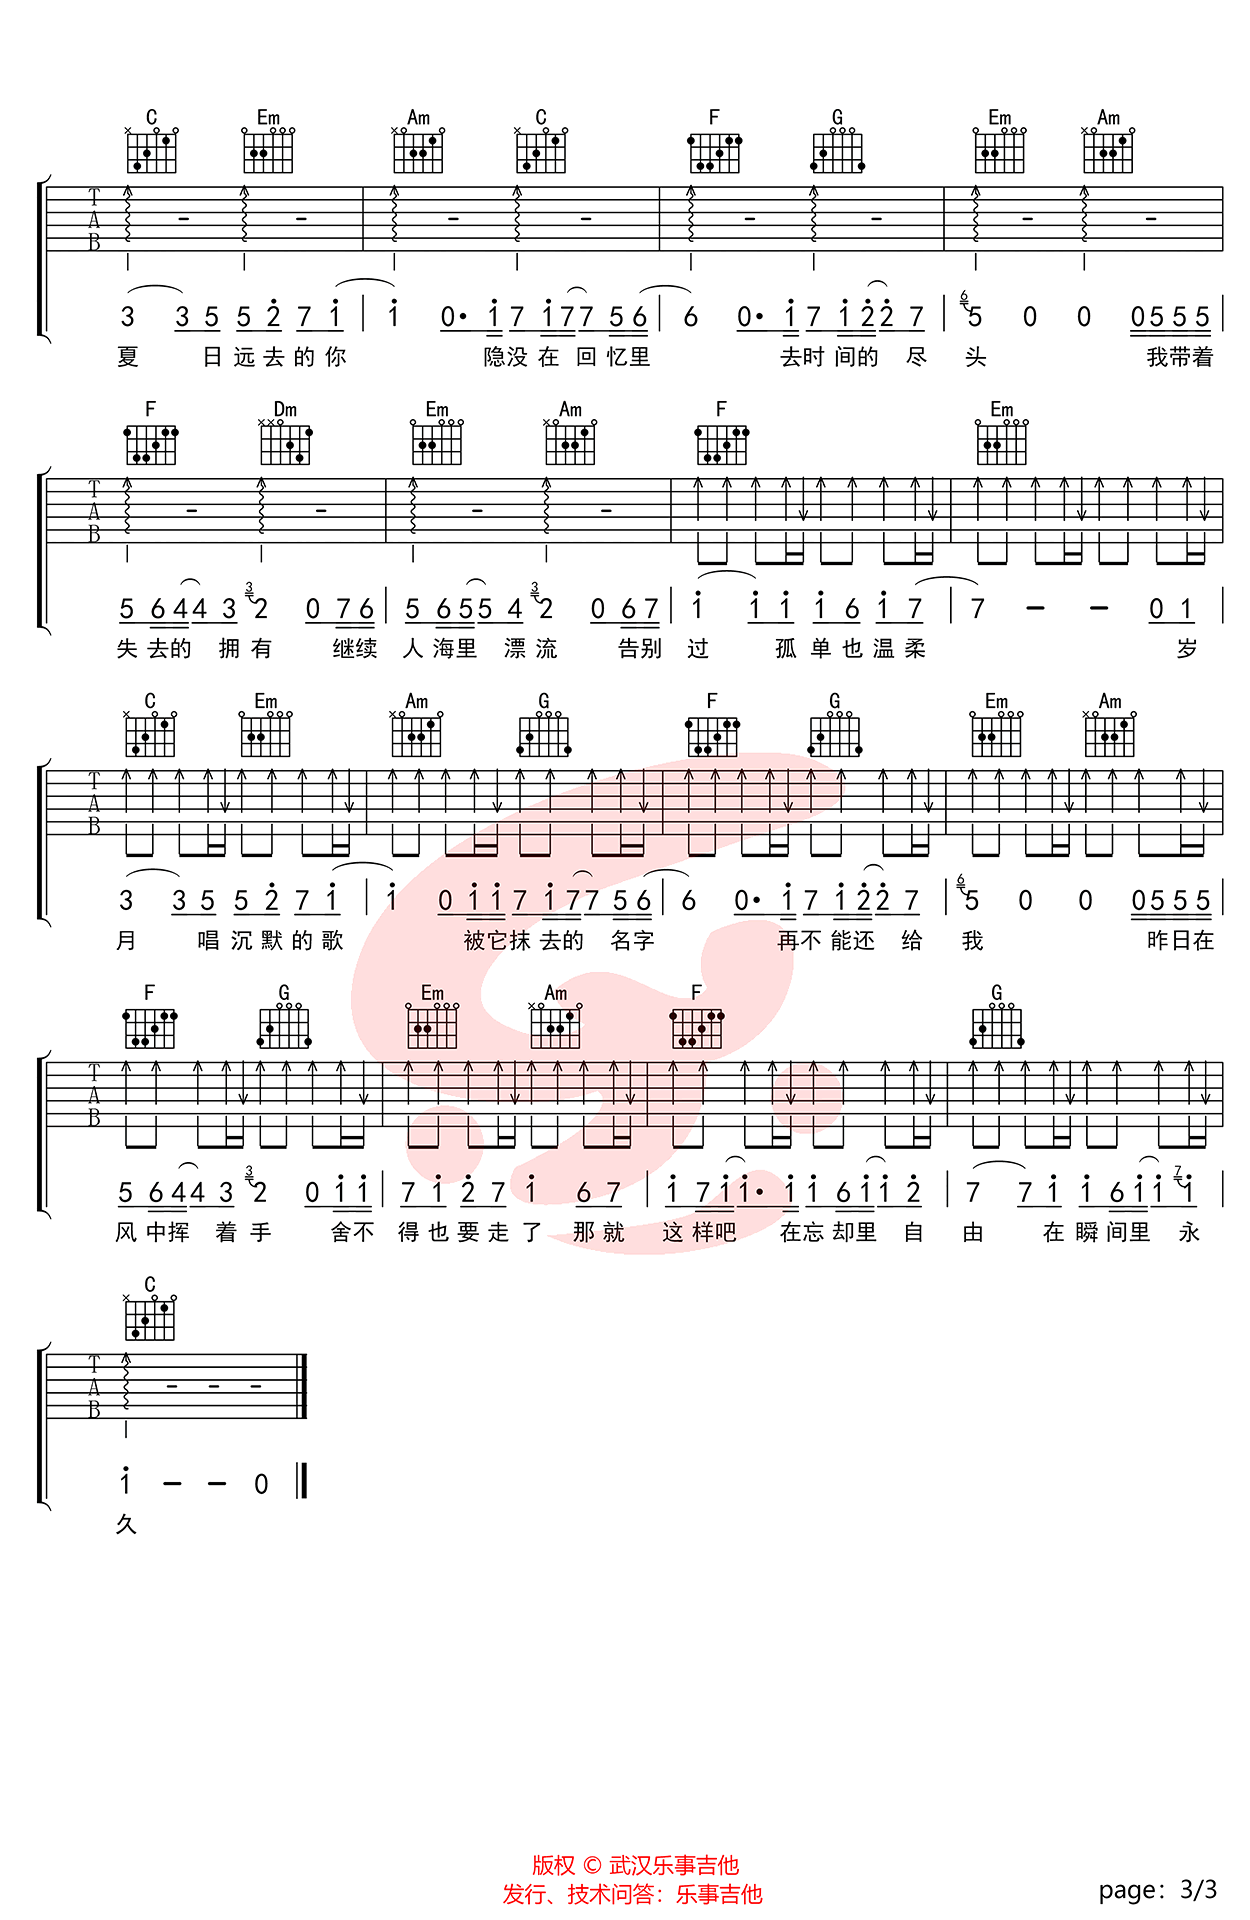 C Em Am C F G Em Am
T
A
B
3 3 5 5 2 7 1 | 1 0· 1 7 1 7 7 5 6 | 6 0· 1 7 1 2 2 7 | 6 5 0 0 0 5 5 5 |
夏 日 远 去 的 你 隐 没 在 回 忆 里 去 时 间 的 尽 头 我 带 着
F Dm Em Am F Em
T
A
B
5 6 4 4 3 3 2 0 7 6 | 5 6 5 5 4 3 2 0 6 7 | 1 1 1 1 6 1 7 | 7 – – 0 1 |
失 去 的 拥 有 继 续 人 海 里 漂 流 告 别 过 孤 单 也 温 柔 岁
C Em Am G F G Em Am
T
A
B
3 3 5 5 2 7 1 | 1 0 1 1 7 1 7 7 5 6 | 6 0· 1 7 1 2 2 7 | 6 5 0 0 0 5 5 5 |
月 唱 沉 默 的 歌 被 它 抹 去 的 名 字 再 不 能 还 给 我 昨 日 在
F G Em Am F G
T
A
B
5 6 4 4 3 3 2 0 1 1 | 7 1 2 7 1 6 7 | 1 7 1 1· 1 1 6 1 1 2 | 7 7 1 1 6 1 1 7 1 |
风 中 挥 着 手 舍 不 得 也 要 走 了 那 就 这 样 吧 在 忘 却 里 自 由 在 瞬 间 里 永
C
T
A
B
1 – – 0
久
版权 © 武汉乐事吉他
发行、技术问答：乐事吉他
page：3/3